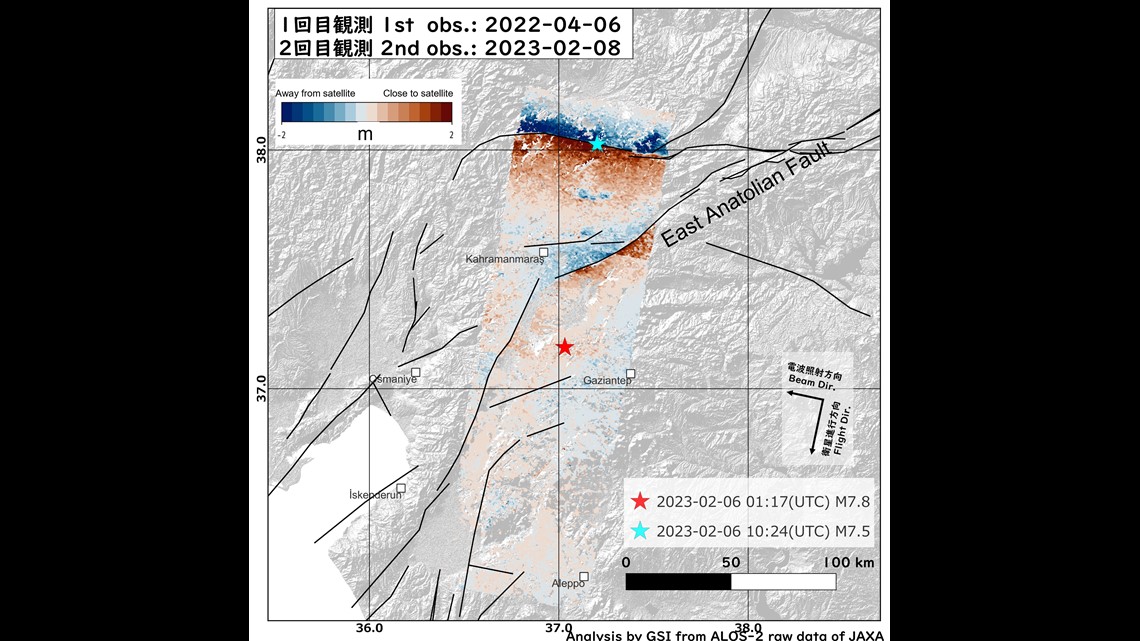 1回目観測 1st obs.: 2022-04-06
2回目観測 2nd obs.: 2023-02-08
Away from satellite Close to satellite
-2 m 2
38.0
East Anatolian Fault
Kahramanmaraş
37.0
Osmaniye
Gaziantep
電波照射方向
Beam Dir.
衛星進行方向
Flight Dir.
İskenderun
2023-02-06 01:17(UTC) M7.8
2023-02-06 10:24(UTC) M7.5
0 50 100 km
Aleppo
36.0 37.0 38.0
Analysis by GSI from ALOS-2 raw data of JAXA